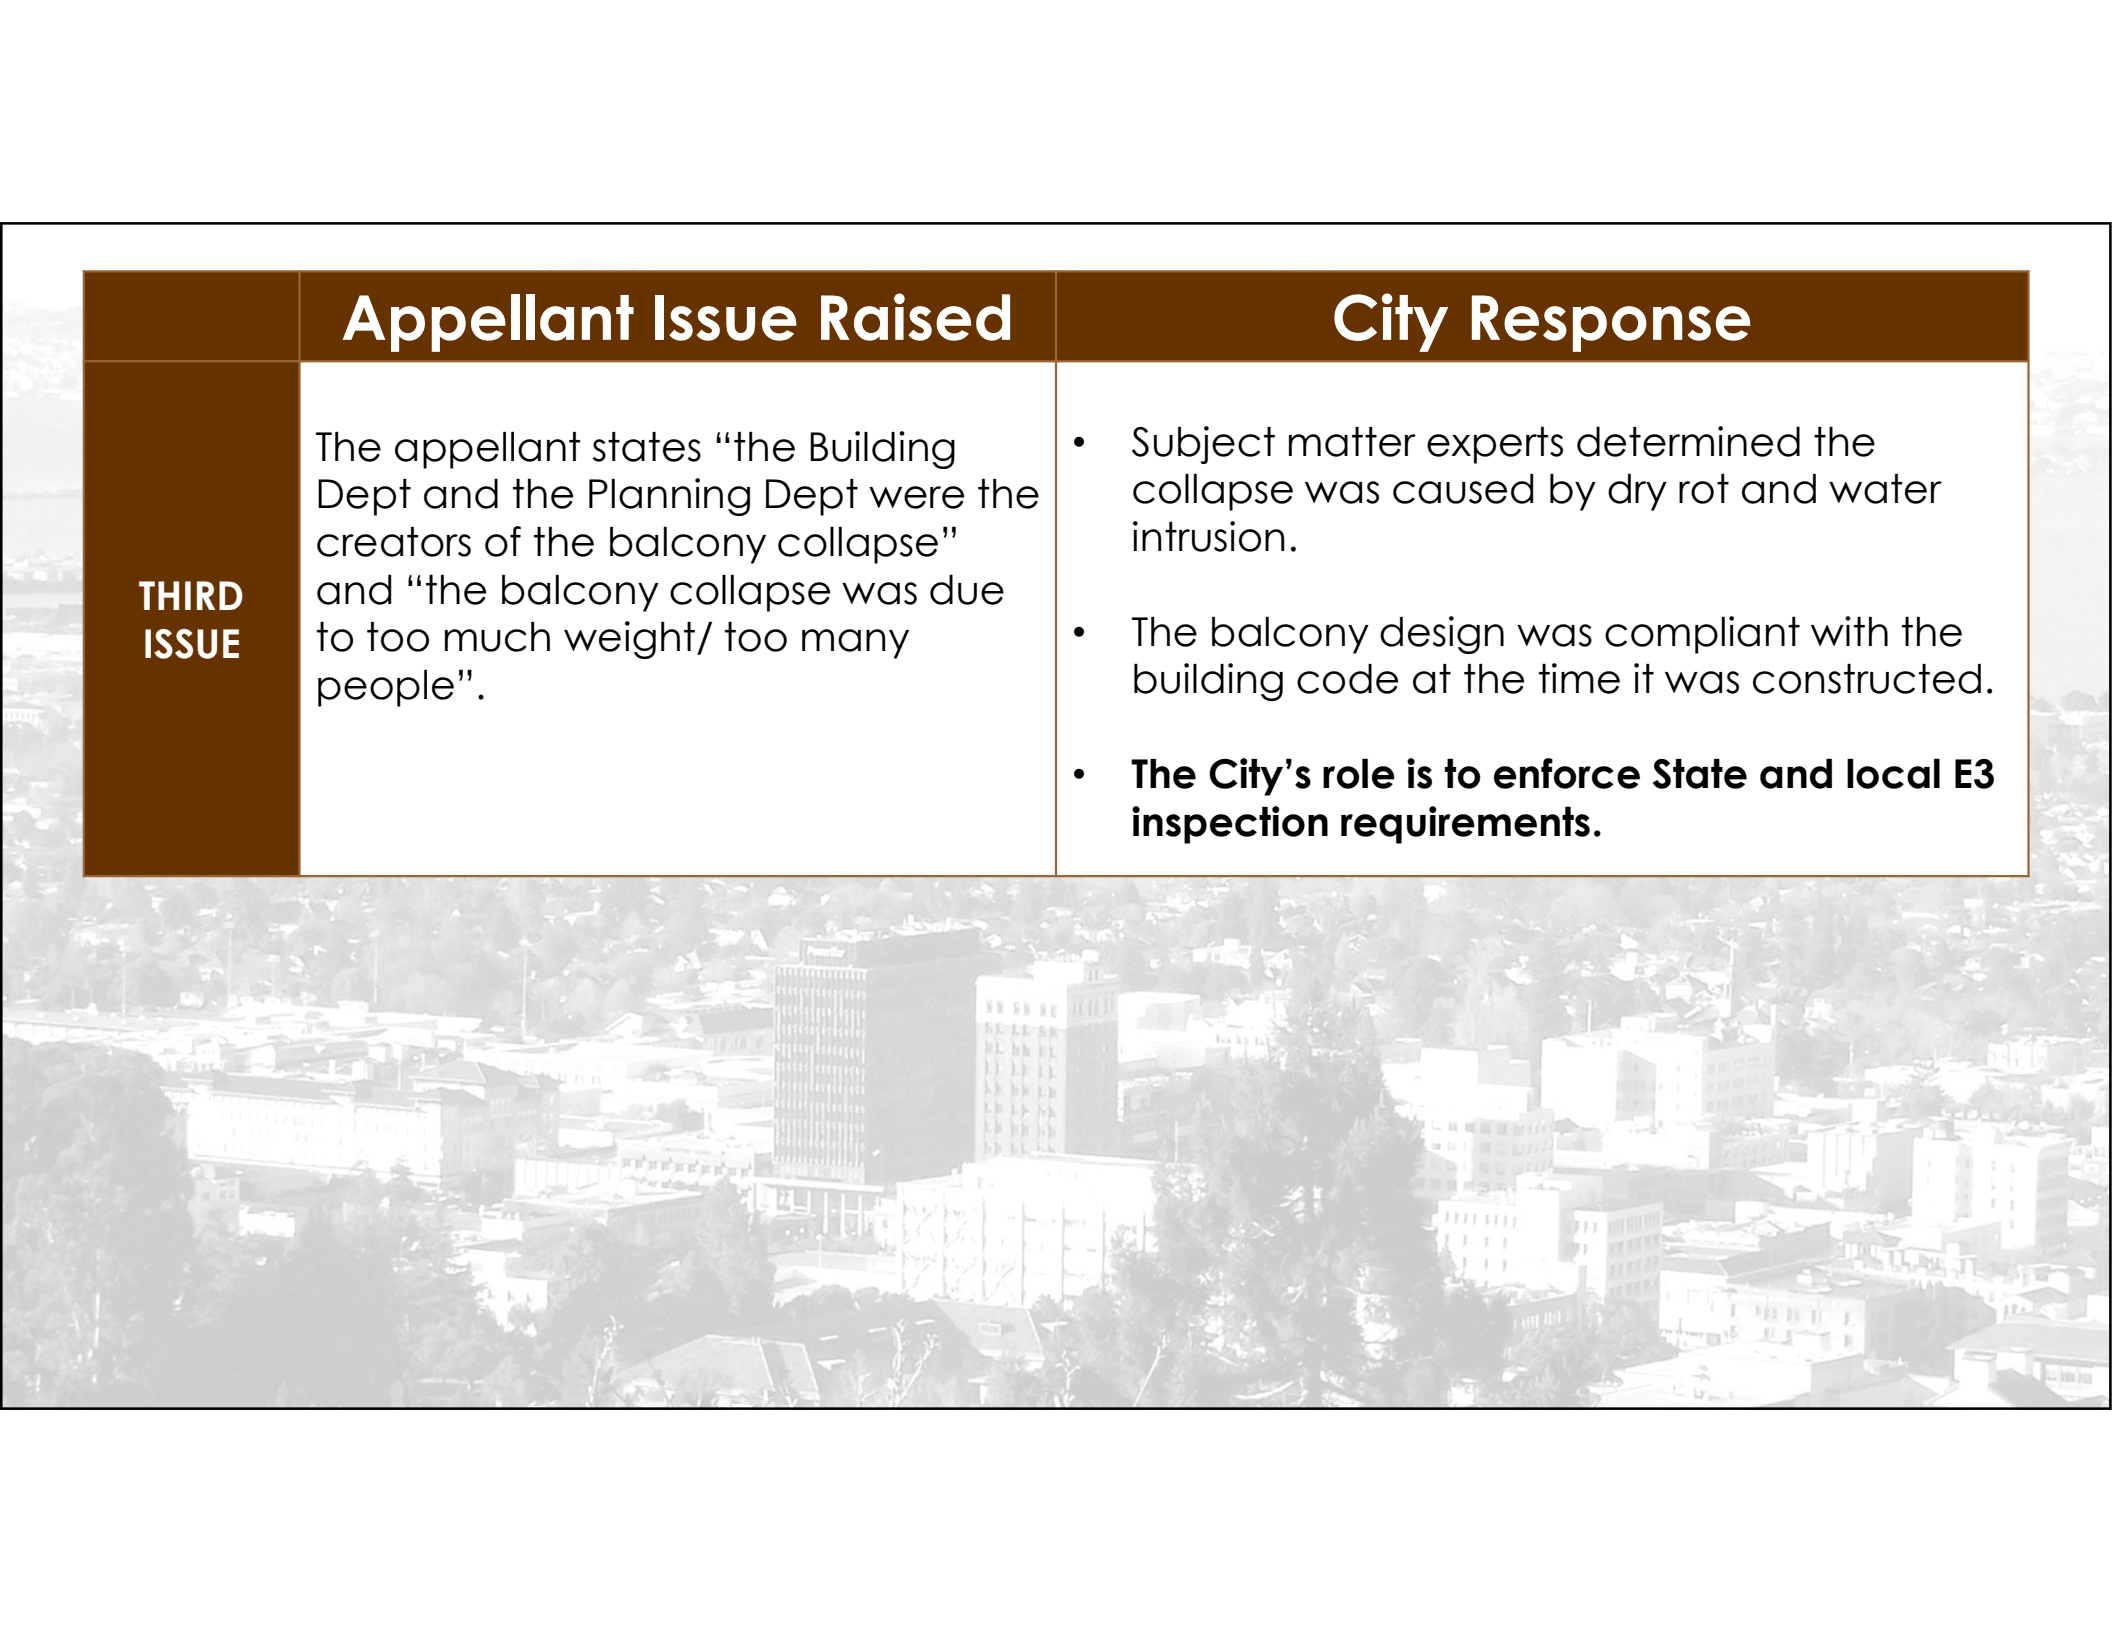 Appellant Issue Raised
City Response
THIRD
ISSUE
The appellant states “the Building
Dept and the Planning Dept were the
creators of the balcony collapse”
and “the balcony collapse was due
to too much weight/ too many
people”.
• Subject matter experts determined the
collapse was caused by dry rot and water
intrusion.
• The balcony design was compliant with the
building code at the time it was constructed.
• The City’s role is to enforce State and local E3
inspection requirements.
PowerBar